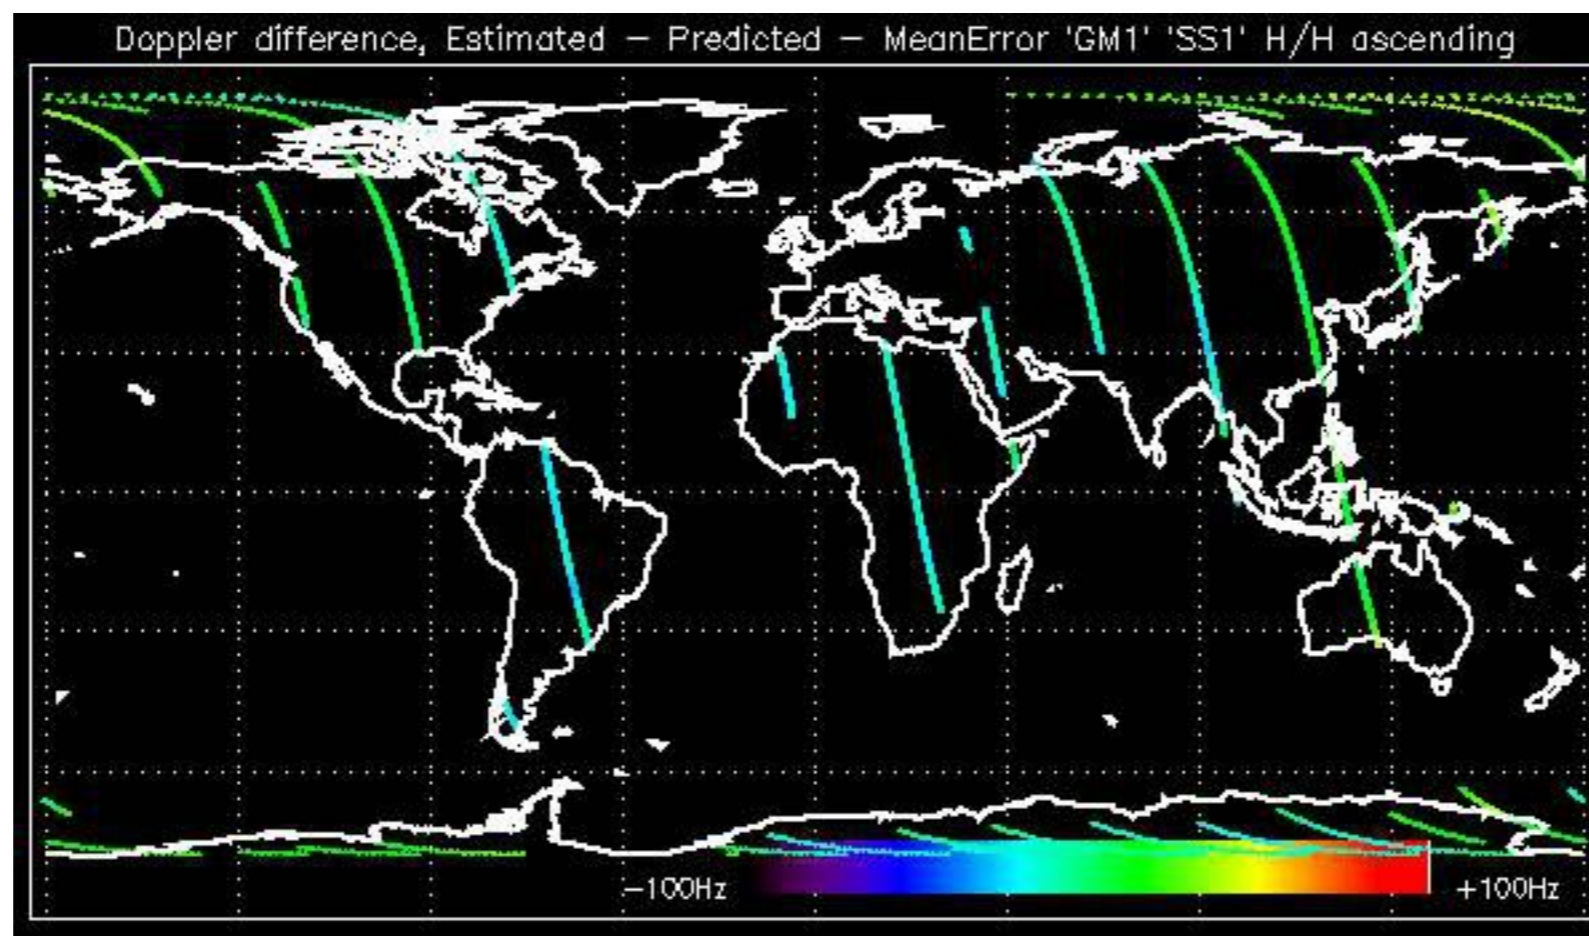 Doppler difference, Estimated – Predicted – MeanError 'GM1' 'SS1' H/H ascending
-100Hz
+100Hz